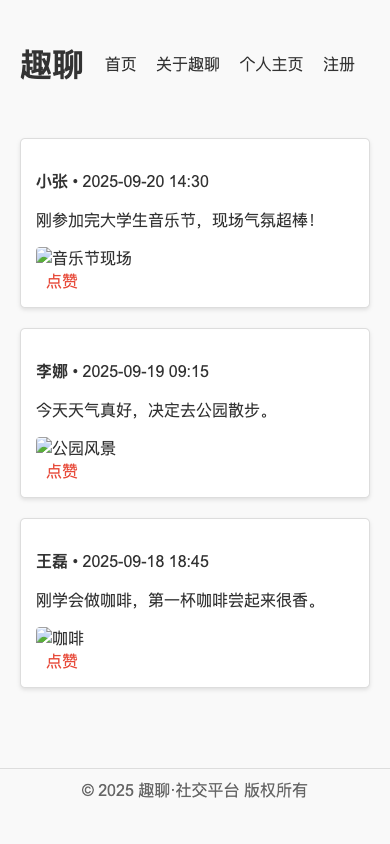 趣聊 首页 关于趣聊 个人主页 注册
小张 • 2025-09-20 14:30
刚参加完大学生音乐节，现场气氛超棒！
音乐节现场
点赞
李娜 • 2025-09-19 09:15
今天天气真好，决定去公园散步。
公园风景
点赞
王磊 • 2025-09-18 18:45
刚学会做咖啡，第一杯咖啡尝起来很香。
咖啡
点赞
© 2025 趣聊·社交平台 版权所有